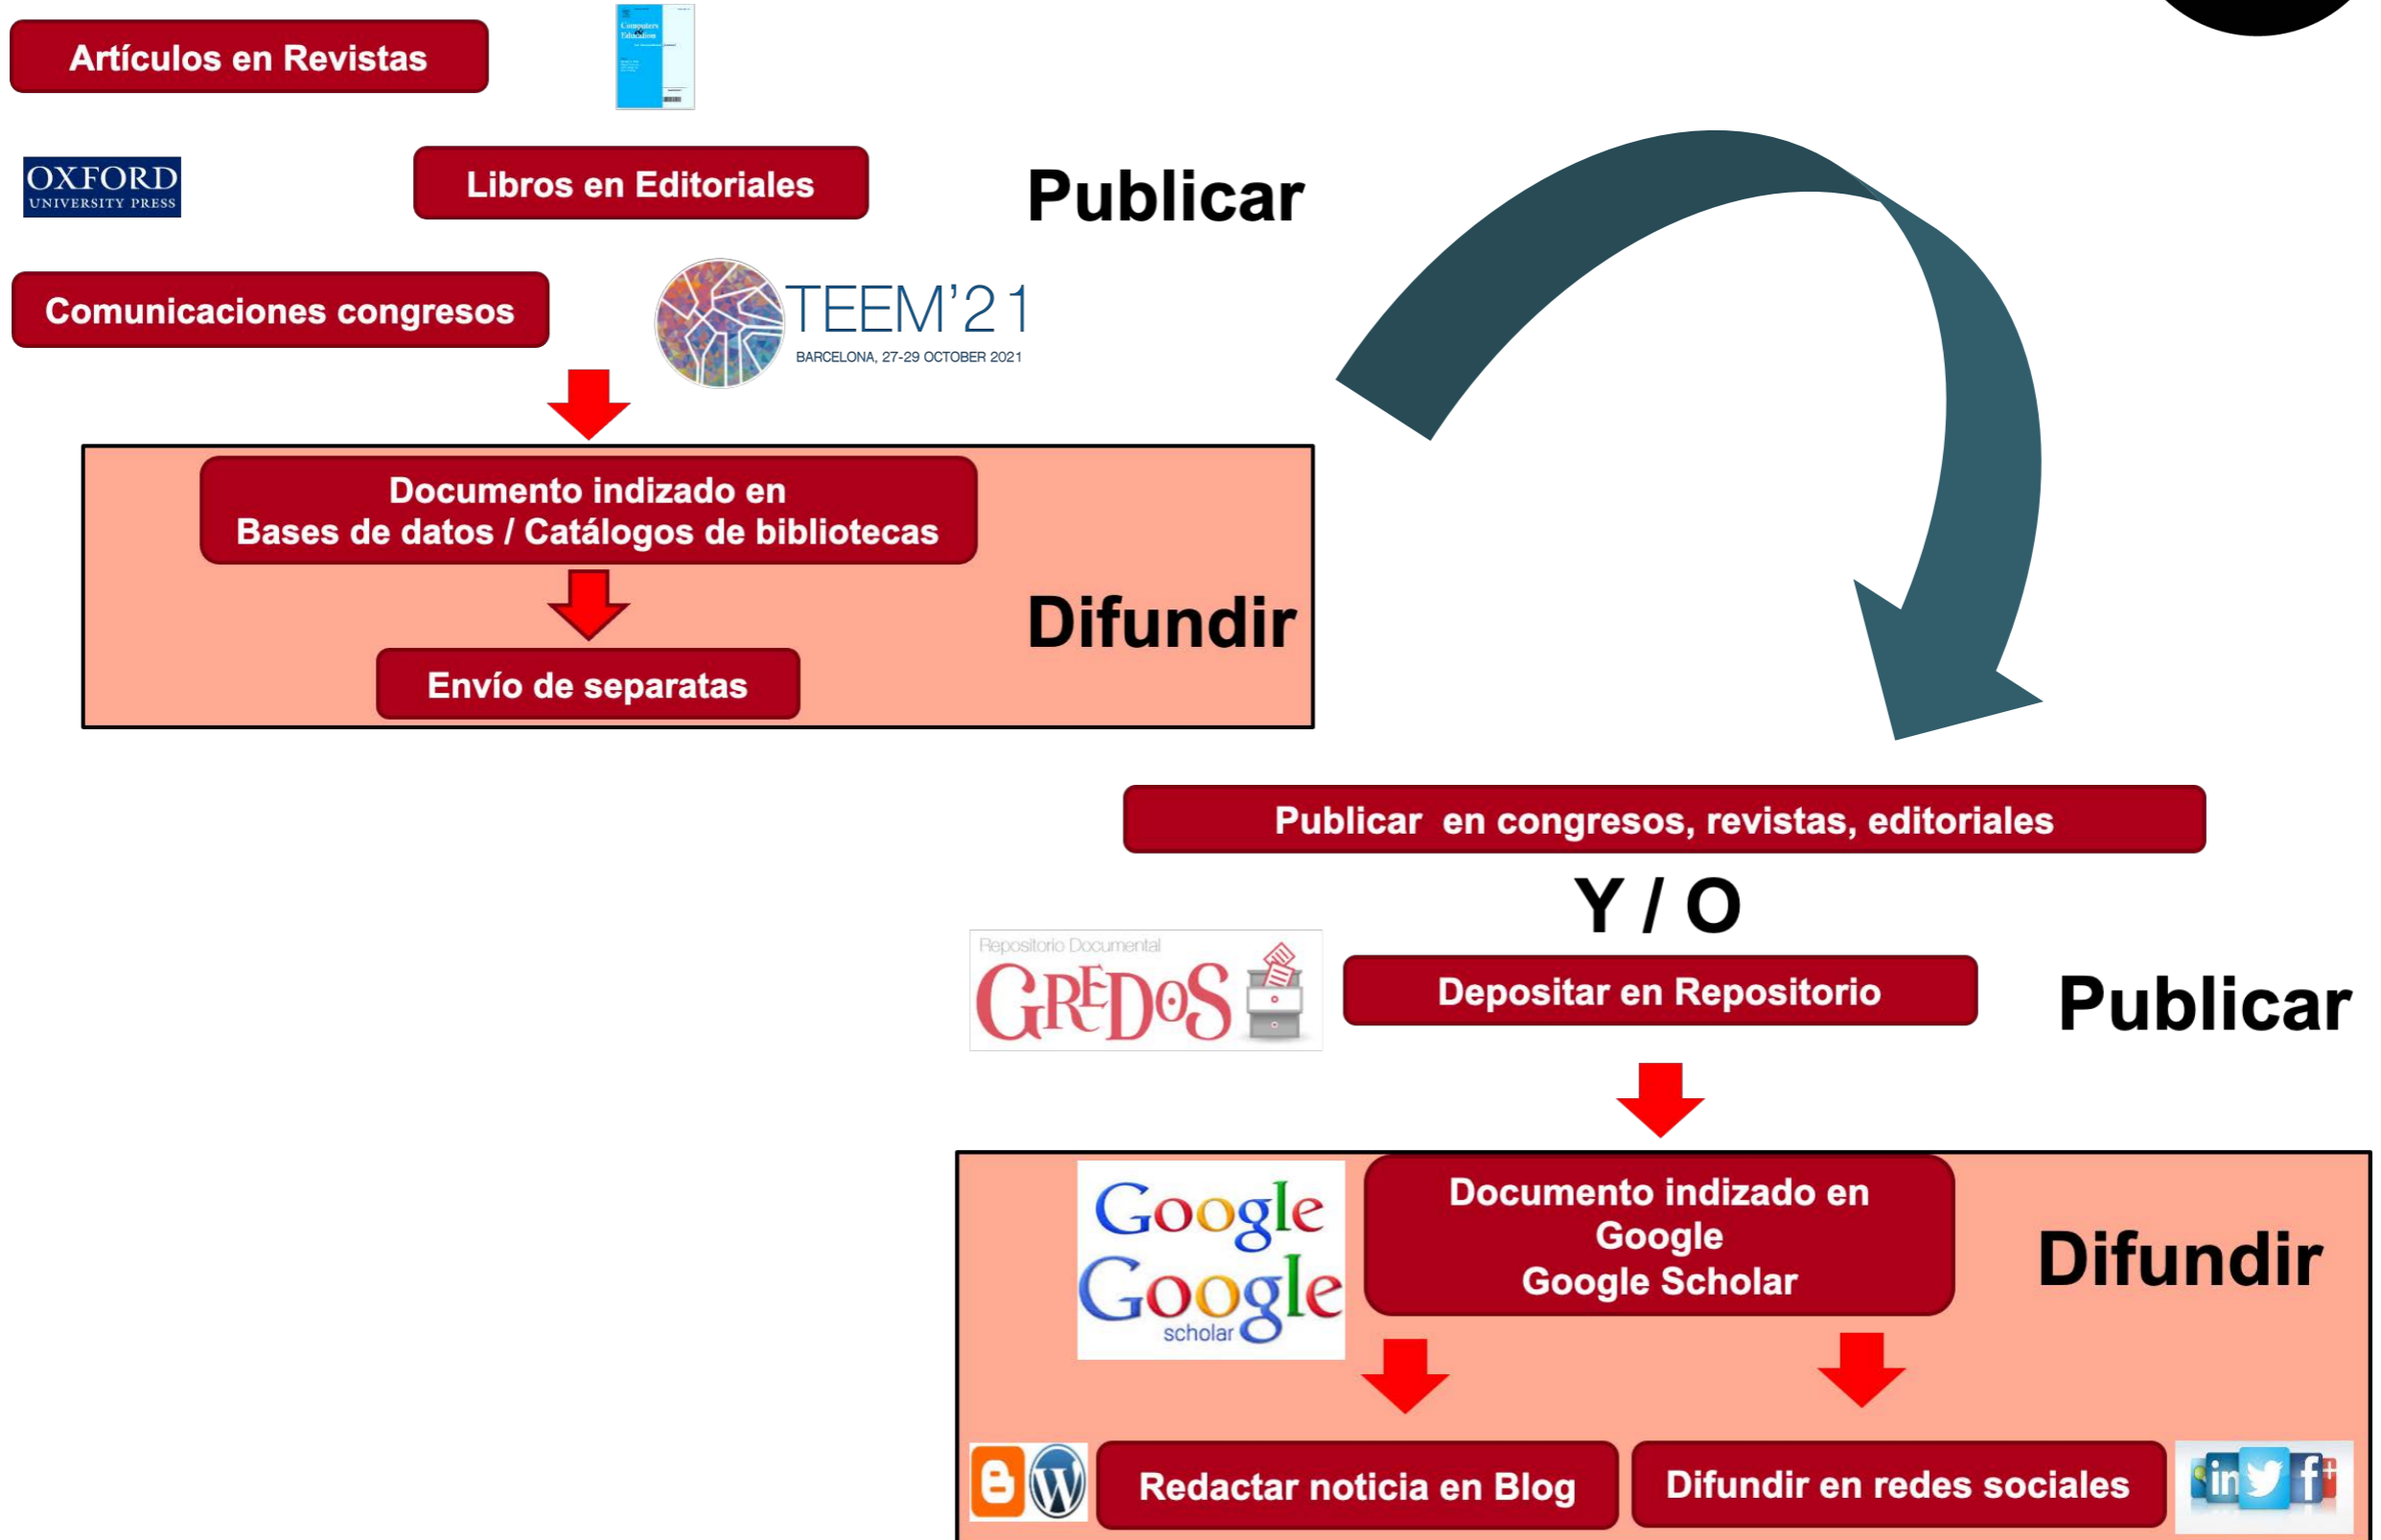 Artículos en Revistas
Computers
&
Education
OXFORD
UNIVERSITY PRESS
Libros en Editoriales
Publicar
Comunicaciones congresos
TEEM'21
BARCELONA, 27-29 OCTOBER 2021
Documento indizado en
Bases de datos / Catálogos de bibliotecas
Difundir
Envío de separatas
Publicar en congresos, revistas, editoriales
Y / O
Repositorio Documental
GREDOS
Depositar en Repositorio
Publicar
Google
Google
scholar
Documento indizado en
Google
Google Scholar
Difundir
Redactar noticia en Blog
Difundir en redes sociales
in f +